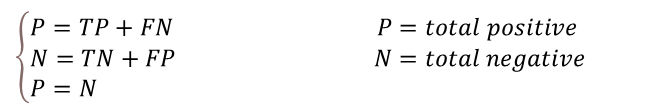 P = TP + FN
N = TN + FP
P = N
P = total positive
N = total negative